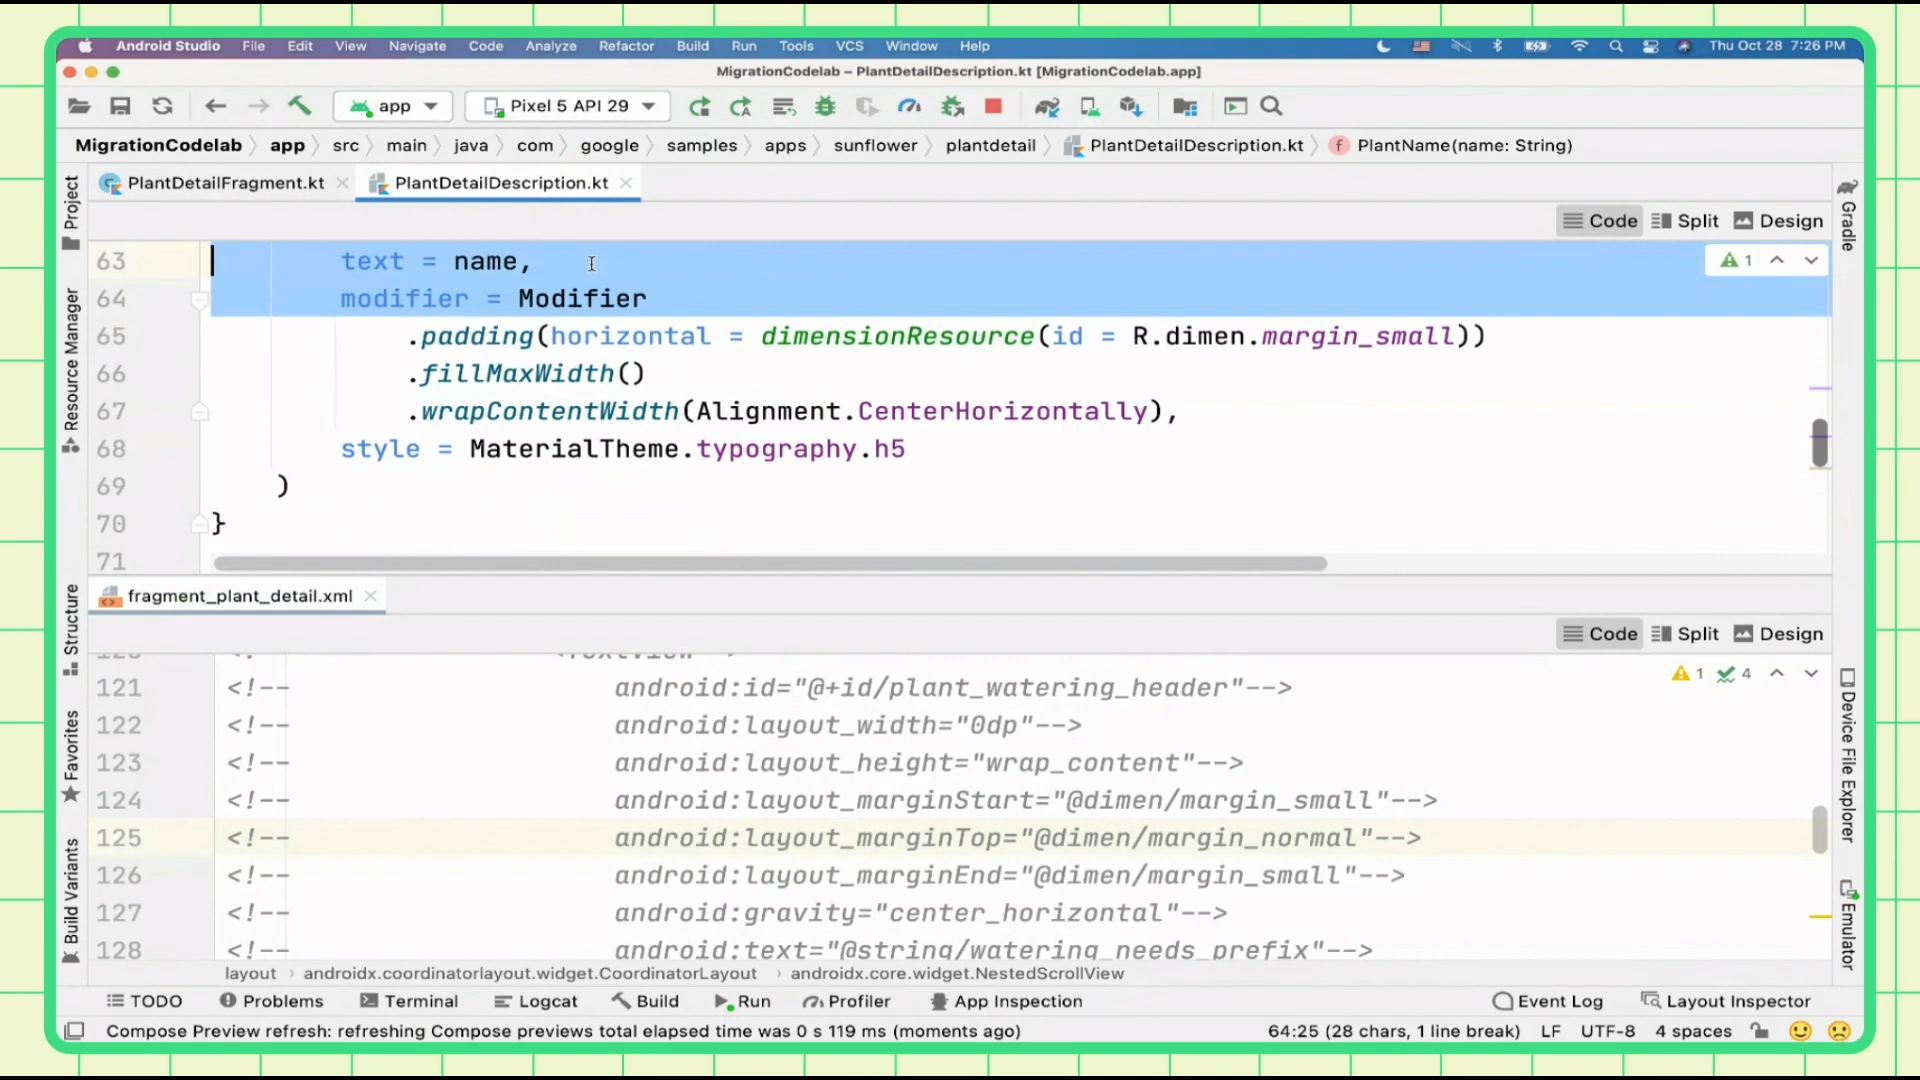 Android Studio File Edit View Navigate Code Analyze Refactor Build Run Tools VCS Window Help Thu Oct 28 7:26 PM
MigrationCodelab – PlantDetailDescription.kt [MigrationCodelab.app]
app Pixel 5 API 29
MigrationCodelab app src main java com google samples apps sunflower plantdetail PlantDetailDescription.kt f PlantName(name: String)
PlantDetailFragment.kt PlantDetailDescription.kt
Code Split Design
63 text = name,
1
64 modifier = Modifier
65 .padding(horizontal = dimensionResource(id = R.dimen.margin_small))
66 .fillMaxWidth()
67 .wrapContentWidth(Alignment.CenterHorizontally),
68 style = MaterialTheme.typography.h5
69 )
70 }
71
fragment_plant_detail.xml
Code Split Design
1 4
121 <!-- android:id="@+id/plant_watering_header"-->
122 <!-- android:layout_width="0dp"-->
123 <!-- android:layout_height="wrap_content"-->
124 <!-- android:layout_marginStart="@dimen/margin_small"-->
125 <!-- android:layout_marginTop="@dimen/margin_normal"-->
126 <!-- android:layout_marginEnd="@dimen/margin_small"-->
127 <!-- android:gravity="center_horizontal"-->
128 <!-- android:text="@string/watering_needs_prefix"-->
layout androidx.coordinatorlayout.widget.CoordinatorLayout androidx.core.widget.NestedScrollView
TODO Problems Terminal Logcat Build Run Profiler App Inspection Event Log Layout Inspector
Compose Preview refresh: refreshing Compose previews total elapsed time was 0 s 119 ms (moments ago) 64:25 (28 chars, 1 line break) LF UTF-8 4 spaces
Project
Resource Manager
Structure
Favorites
Build Variants
Gradle
Device File Explorer
Emulator